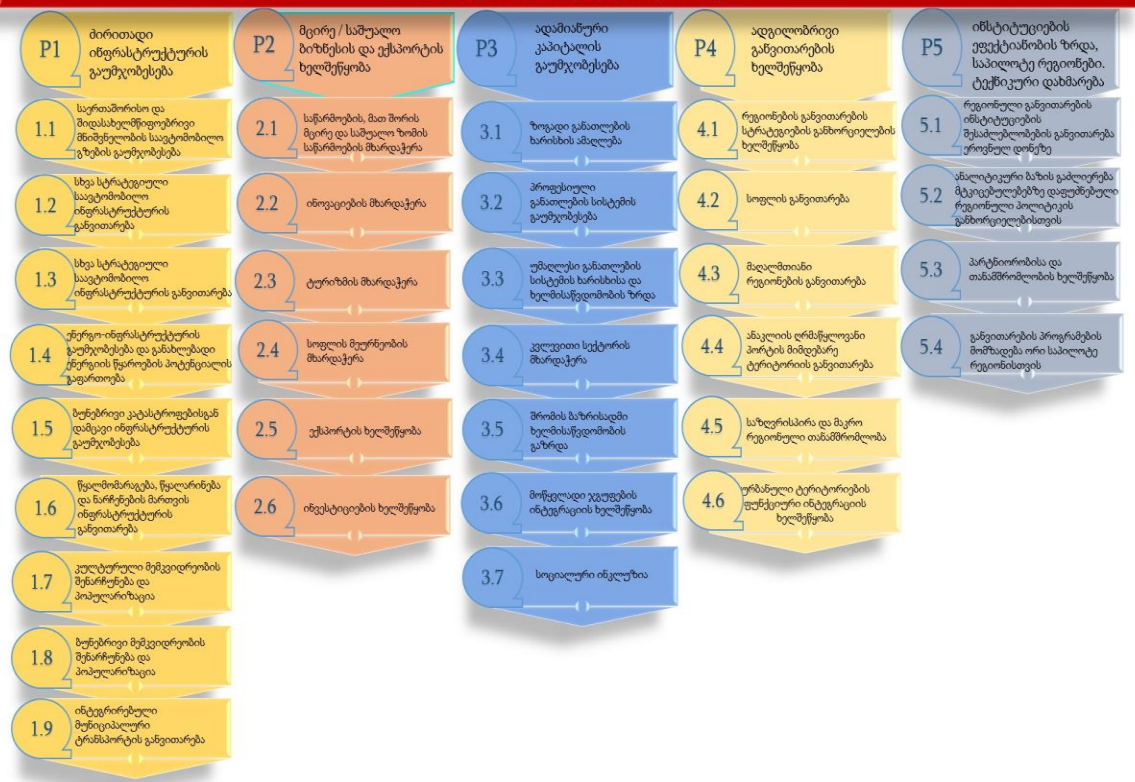 P1
ძირითადი
ინფრასტრუქტურის
გაუმჯობესება
1.1
საერთაშორისო და
შიდასახელმწიფოებრივი
მნიშვნელობის საავტომობილო
გზების გაუმჯობესება
1.2
სხვა სტრატეგიული
საავტომობილო
ინფრასტრუქტურის
განვითარება
1.3
სხვა სტრატეგიული
საავტომობილო
ინფრასტრუქტურის განვითარება
1.4
ენერგო-ინფრასტრუქტურის
გაუმჯობესება და განახლებადი
ენერგიის წყაროების პოტენციალის
გაფართოება
1.5
ბუნებრივი კატასტროფებისგან
დამცავი ინფრასტრუქტურის
გაუმჯობესება
1.6
წყალმომარაგება, წყალარინება
და ნარჩენების მართვის
ინფრასტრუქტურის
განვითარება
1.7
კულტურული მემკვიდრეობის
შენარჩუნება და
პოპულარიზაცია
1.8
ბუნებრივი მემკვიდრეობის
შენარჩუნება და
პოპულარიზაცია
1.9
ინტეგრირებული
მუნიციპალური
ტრანსპორტის განვითარება
P2
მცირე / საშუალო
ბიზნესის და ექსპორტის
ხელშეწყობა
2.1
საწარმოების, მათ შორის
მცირე და საშუალო ზომის
საწარმოების მხარდაჭერა
2.2
ინოვაციების მხარდაჭერა
2.3
ტურიზმის მხარდაჭერა
2.4
სოფლის მეურნეობის
მხარდაჭერა
2.5
ექსპორტის ხელშეწყობა
2.6
ინვესტიციების ხელშეწყობა
P3
ადამიანური
კაპიტალის
გაუმჯობესება
3.1
ზოგადი განათლების
ხარისხის ამაღლება
3.2
პროფესიული
განათლების სისტემის
გაუმჯობესება
3.3
უმაღლესი განათლების
სისტემის ხარისხისა და
ხელმისაწვდომობის ზრდა
3.4
კვლევითი სექტორის
მხარდაჭერა
3.5
შრომის ბაზრისადმი
ხელმისაწვდომობის
გაზრდა
3.6
მოწყვლადი ჯგუფების
ინტეგრაციის ხელშეწყობა
3.7
სოციალური ინკლუზია
P4
ადგილობრივი
განვითარების
ხელშეწყობა
4.1
რეგიონების განვითარების
სტრატეგიების განხორციელების
ხელშეწყობა
4.2
სოფლის განვითარება
4.3
მაღალმთიანი
რეგიონების განვითარება
4.4
ანაკლიის ღრმაწყლოვანი
პორტის მიმდებარე
ტერიტორიის განვითარება
4.5
საზღვრისპირა და მაკრო
რეგიონული თანამშრომლობა
4.6
ურბანული ტერიტორიების
ფუნქციური ინტეგრაციის
ხელშეწყობა
P5
ინსტიტუციების
ეფექტიანობის ზრდა,
საპილოტე რეგიონები.
ტექნიკური დახმარება
5.1
რეგიონული განვითარების
ინსტიტუციების
შესაძლებლობების განვითარება
ეროვნულ დონეზე
5.2
ანალიტიკური ბაზის გაძლიერება
მტკიცებულებებზე დაფუძნებული
რეგიონული პოლიტიკის
განხორციელებისთვის
5.3
პარტნიორობისა და
თანამშრომლობის ხელშეწყობა
5.4
განვითარების პროგრამების
მომზადება ორი საპილოტე
რეგიონისთვის